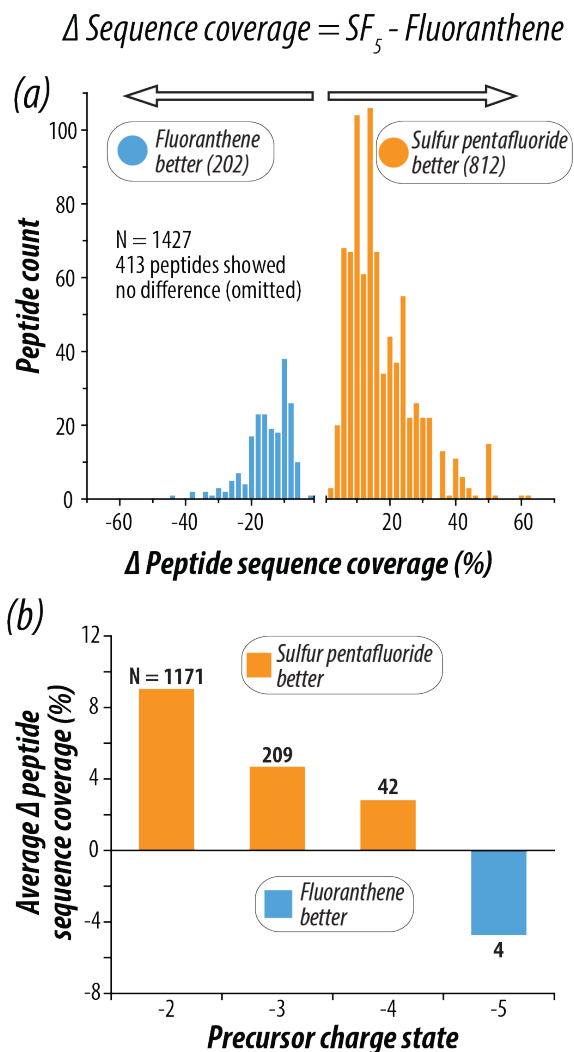 Δ Sequence coverage = SF5 - Fluoranthene
(a)
Fluoranthene
better (202)
Sulfur pentafluoride
better (812)
N = 1427
413 peptides showed
no difference (omitted)
Peptide count
100
80
60
40
20
0
-60
-40
-20
20
40
60
Δ Peptide sequence coverage (%)
(b)
Sulfur pentafluoride
better
Average Δ peptide
sequence coverage (%)
12
8
4
0
-4
-8
N = 1171
209
42
4
Fluoranthene
better
-2
-3
-4
-5
Precursor charge state